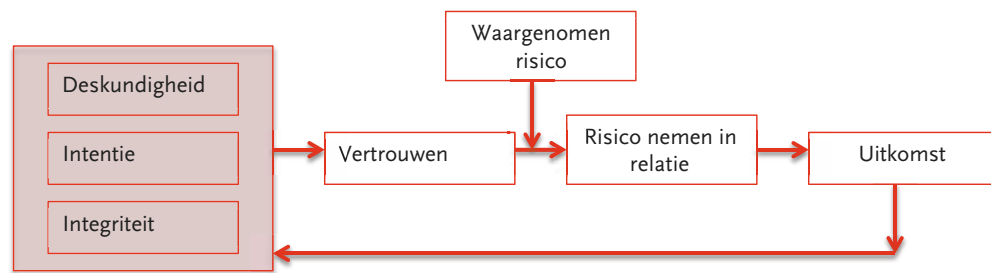 Waargenomen
risico
Deskundigheid
Intentie
Integriteit
Vertrouwen
Risico nemen in
relatie
Uitkomst